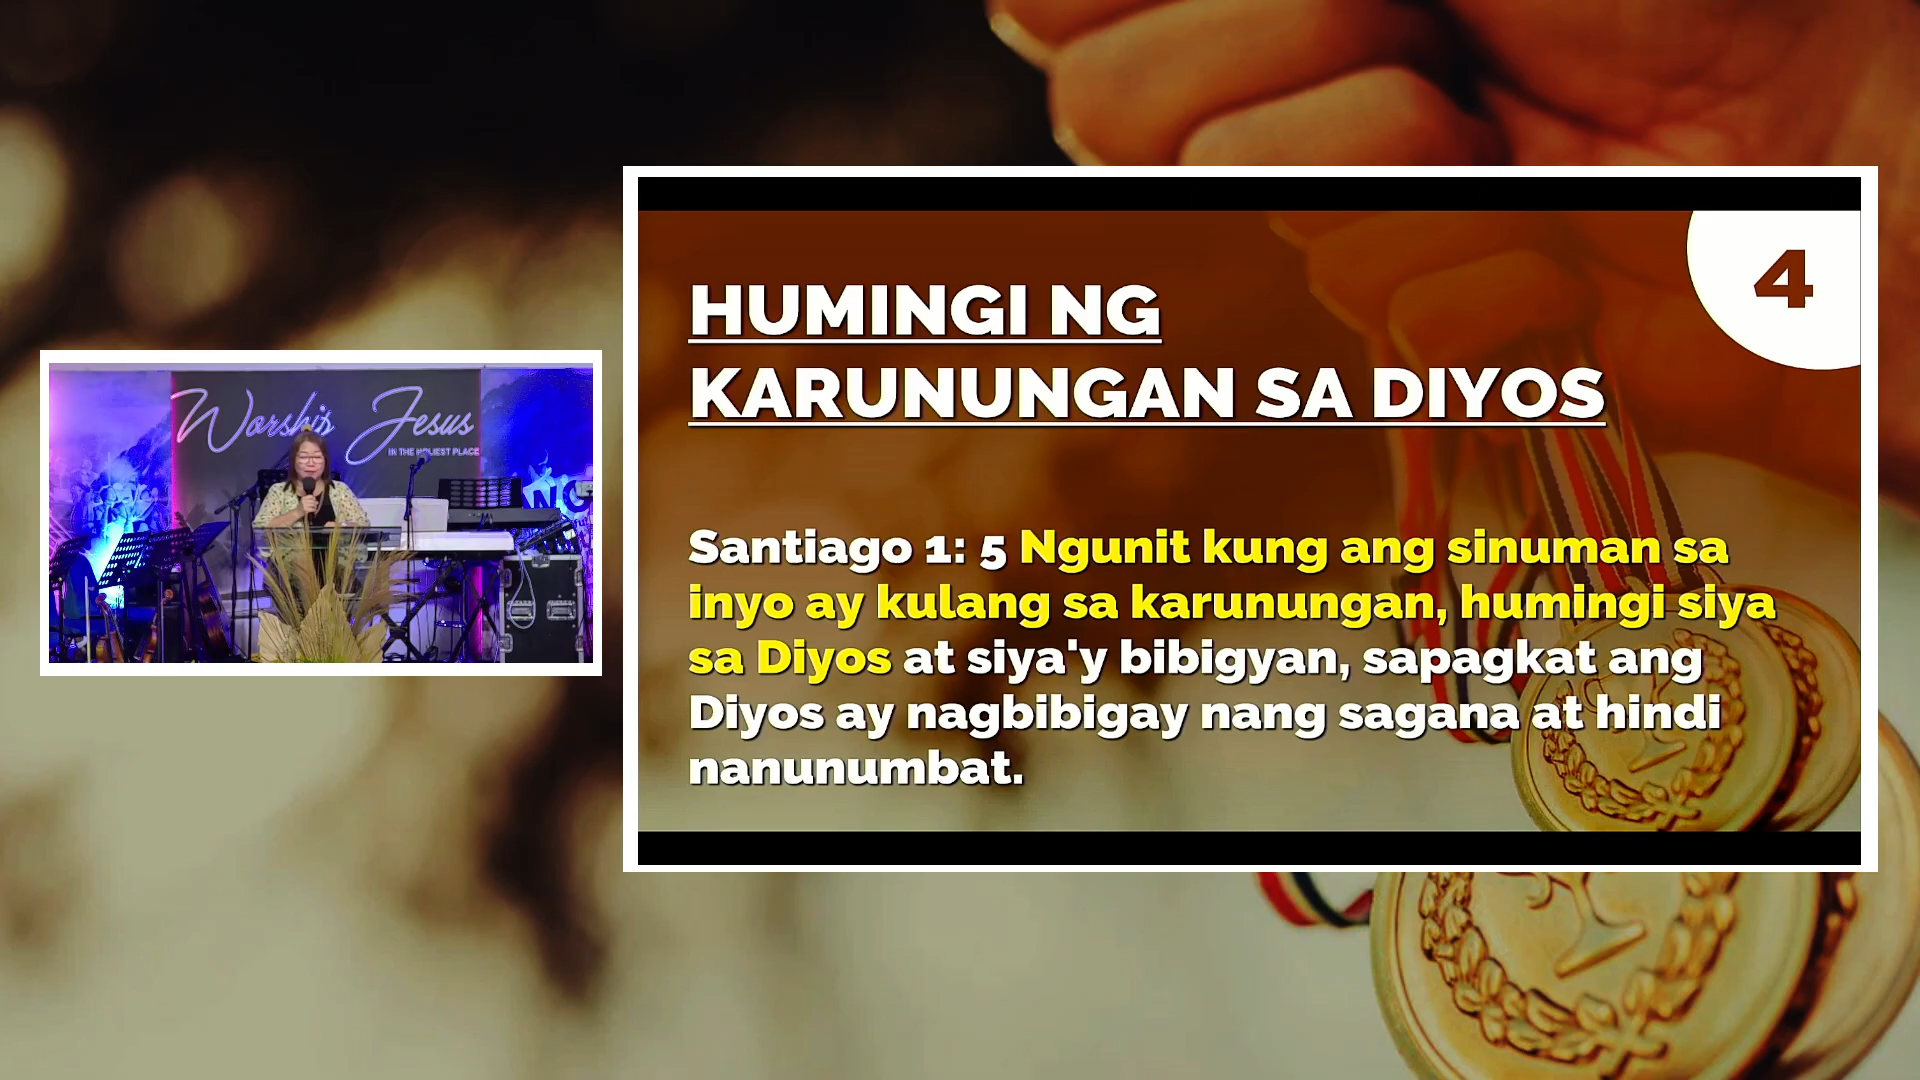 Worship Jesus
IN THE HOLIEST PLACE
4
HUMINGI NG
KARUNUNGAN SA DIYOS
Santiago 1: 5 Ngunit kung ang sinuman sa
inyo ay kulang sa karunungan, humingi siya
sa Diyos at siya'y bibigyan, sapagkat ang
Diyos ay nagbibigay nang sagana at hindi
nanunumbat.